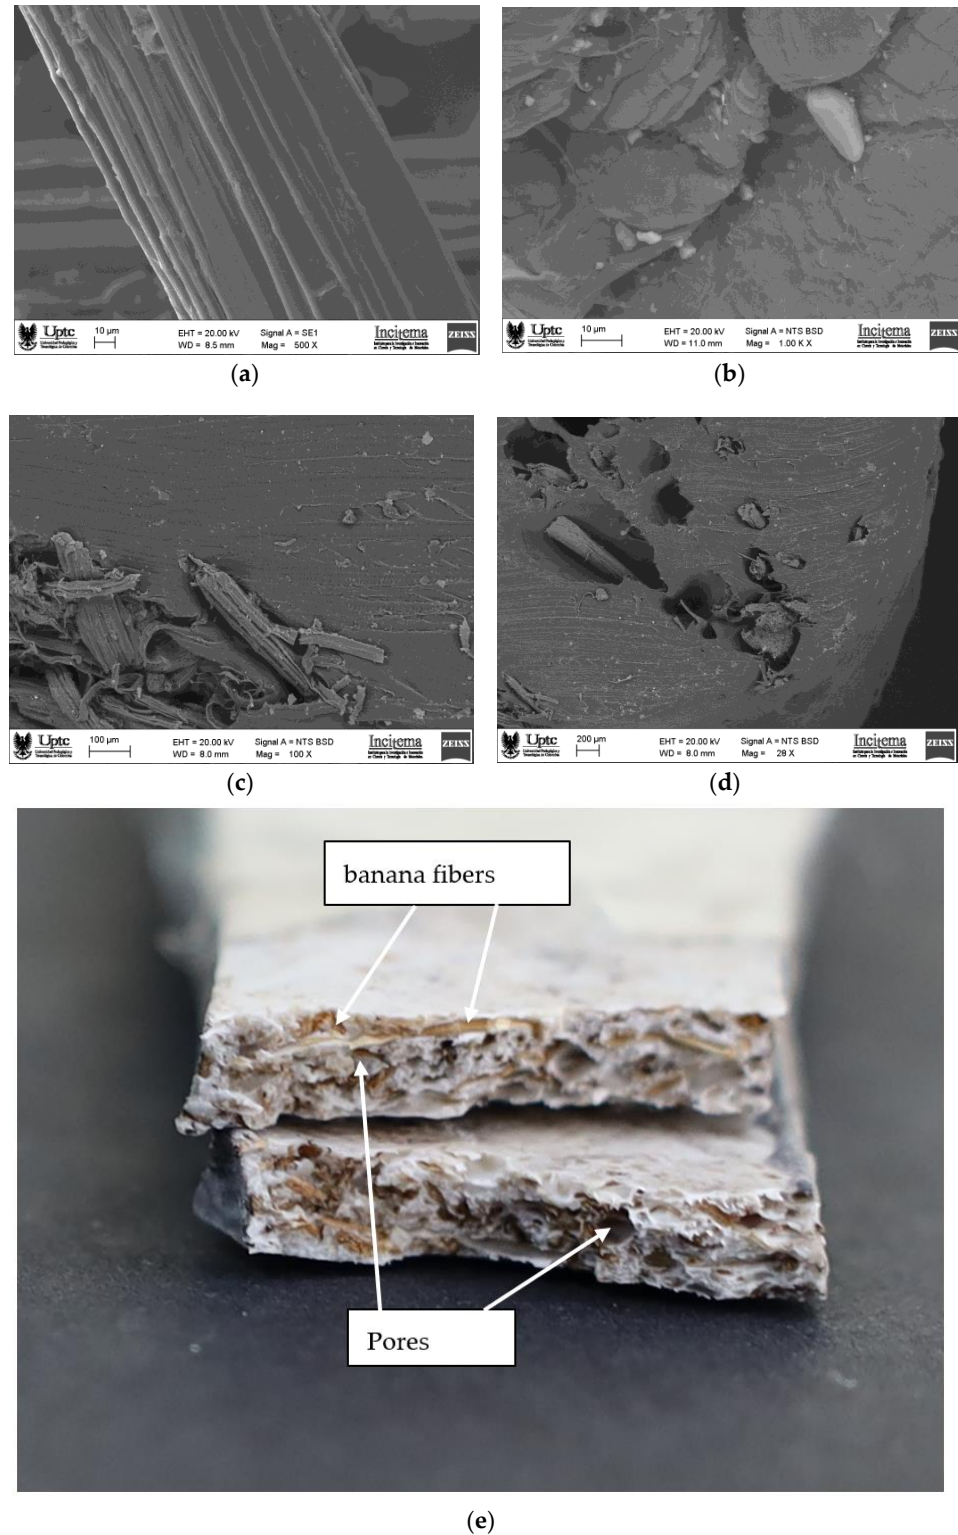 Uptc
10 µm
EHT = 20.00 kV Signal A = SE1
WD = 8.5 mm Mag = 500 X
Incitema
ZEISS
(a)
Uptc
10 µm
EHT = 20.00 kV Signal A = NTS BSD
WD = 11.0 mm Mag = 1.00 K X
Incitema
ZEISS
(b)
Uptc
100 µm
EHT = 20.00 kV Signal A = NTS BSD
WD = 8.0 mm Mag = 100 X
Incitema
ZEISS
(c)
Uptc
200 µm
EHT = 20.00 kV Signal A = NTS BSD
WD = 8.0 mm Mag = 28 X
Incitema
ZEISS
(d)
banana fibers
Pores
(e)